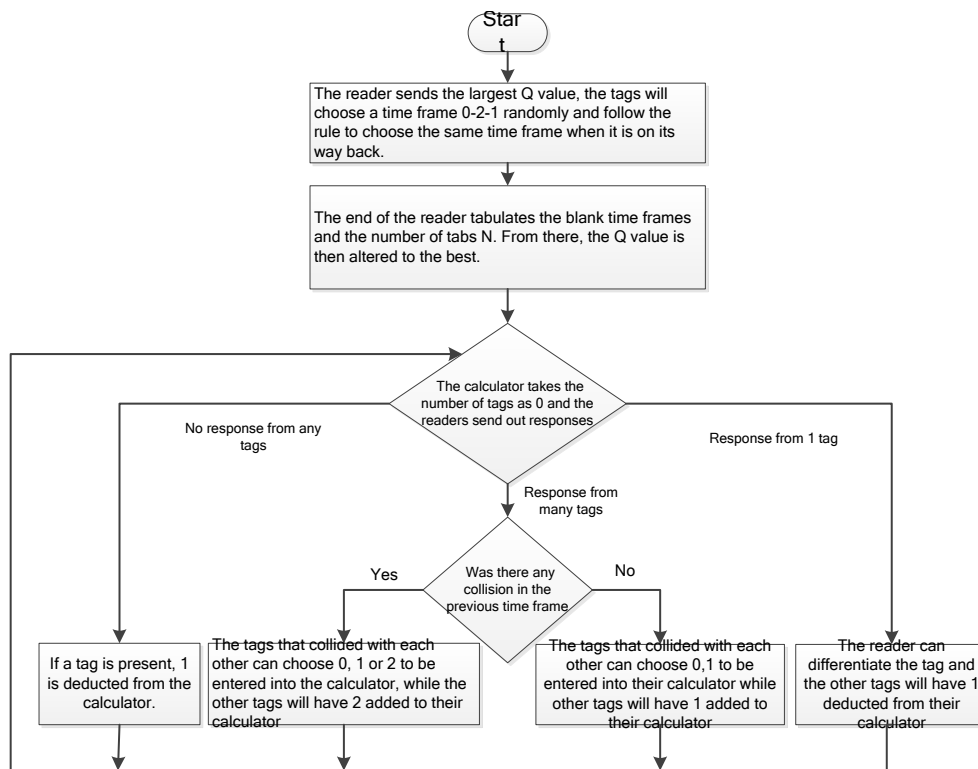 Star
t
The reader sends the largest Q value, the tags will
choose a time frame 0-2-1 randomly and follow the
rule to choose the same time frame when it is on its
way back.
The end of the reader tabulates the blank time frames
and the number of tabs N. From there, the Q value is
then altered to the best.
The calculator takes the
number of tags as 0 and the
readers send out responses
No response from any
tags
Response from 1 tag
Response from
many tags
Was there any
collision in the
previous time frame
Yes
No
If a tag is present, 1
is deducted from the
calculator.
The tags that collided with each
other can choose 0, 1 or 2 to be
entered into the calculator, while the
other tags will have 2 added to their
calculator
The tags that collided with each
other can choose 0,1 to be
entered into their calculator while
other tags will have 1 added to
their calculator
The reader can
differentiate the tag and
the other tags will have 1
deducted from their
calculator